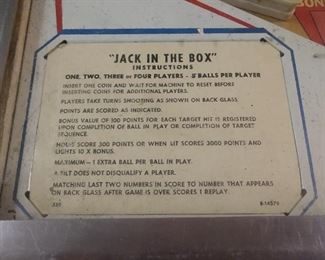 BON
"JACK IN THE BOX"
INSTRUCTIONS
ONE, TWO, THREE OR FOUR PLAYERS - 5 BALLS PER PLAYER
INSERT ONE COIN AND WAIT FOR MACHINE TO RESET BEFORE
INSERTING COINS FOR ADDITIONAL PLAYERS.
PLAYERS TAKE TURNS SHOOTING AS SHOWN ON BACK GLASS.
POINTS ARE SCORED AS INDICATED.
BONUS VALUE OF 100 POINTS FOR EACH TARGET HIT IS REGISTERED
UPON COMPLETION OF BALL IN PLAY OR COMPLETION OF TARGET
SEQUENCE.
HOLES SCORE 300 POINTS OR WHEN LIT SCORES 3000 POINTS AND
LIGHTS 10 X BONUS.
MAXIMUM - 1 EXTRA BALL PER BALL IN PLAY.
A TILT DOES NOT DISQUALIFY A PLAYER.
MATCHING LAST TWO NUMBERS IN SCORE TO NUMBER THAT APPEARS
ON BACK GLASS AFTER GAME IS OVER SCORES 1 REPLAY.